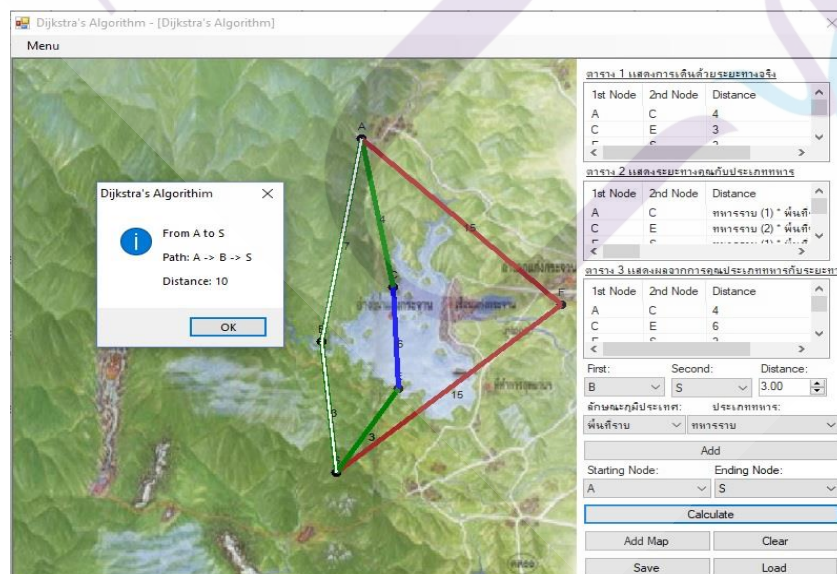 Dijkstra's Algorithm - [Dijkstra's Algorithm]
Menu
A
4
15
7
C
E
B
6
15
3
3
Dijkstra's Algorithim
From A to S
Path: A -> B -> S
Distance: 10
OK
ตาราง 1 แสดงการเดินด้วยระยะทางจริง
1st Node 2nd Node Distance
A C 4
C E 3
ตาราง 2 แสดงระยะทางคูณกับประเภททหาร
1st Node 2nd Node Distance
A C ทหารราบ (1) * พื้นที่
C E ทหารราบ (2) * พื้นที่
ตาราง 3 แสดงผลจากการคูณประเภททหารกับระยะทา
1st Node 2nd Node Distance
A C 4
C E 6
First: Second: Distance:
B S 3.00
ลักษณะภูมิประเทศ: ประเภททหาร:
พื้นที่ราบ ทหารราบ
Add
Starting Node: Ending Node:
A S
Calculate
Add Map Clear
Save Load